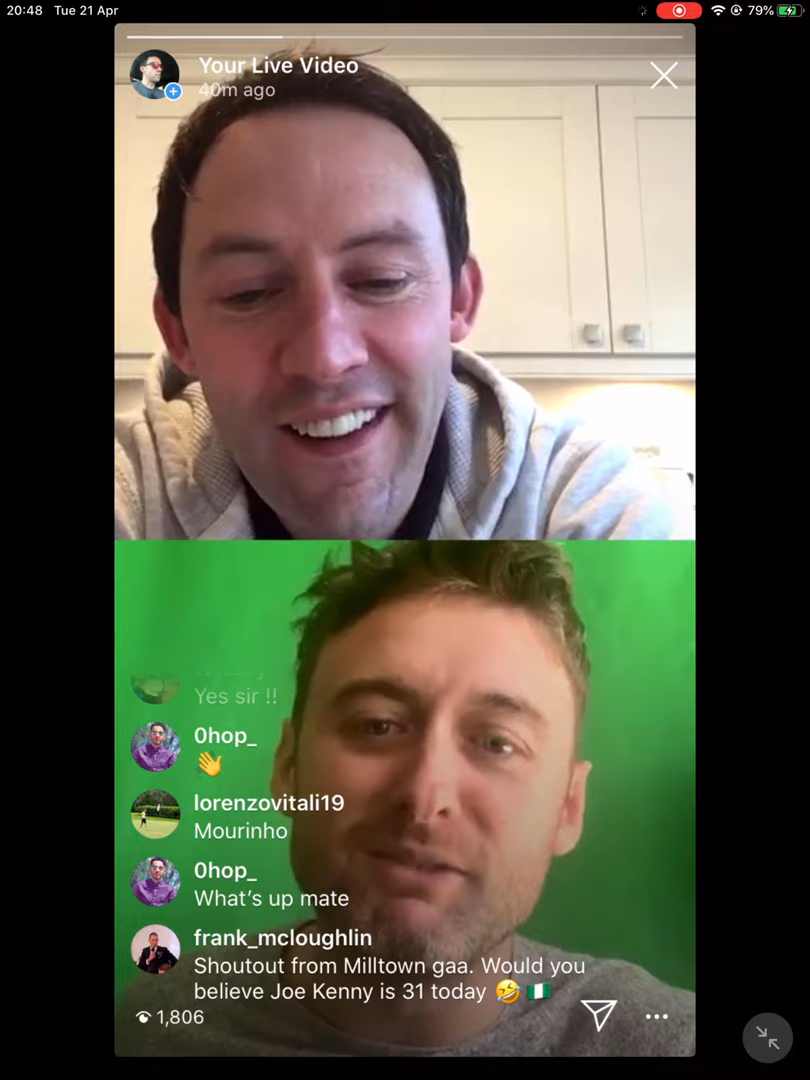 20:48 Tue 21 Apr 79%
Your Live Video
40m ago
Yes sir !!
0hop_
👋
lorenzovitali19
Mourinho
0hop_
What's up mate
frank_mcloughlin
Shoutout from Milltown gaa. Would you
believe Joe Kenny is 31 today 🤣 🇳🇬
1,806